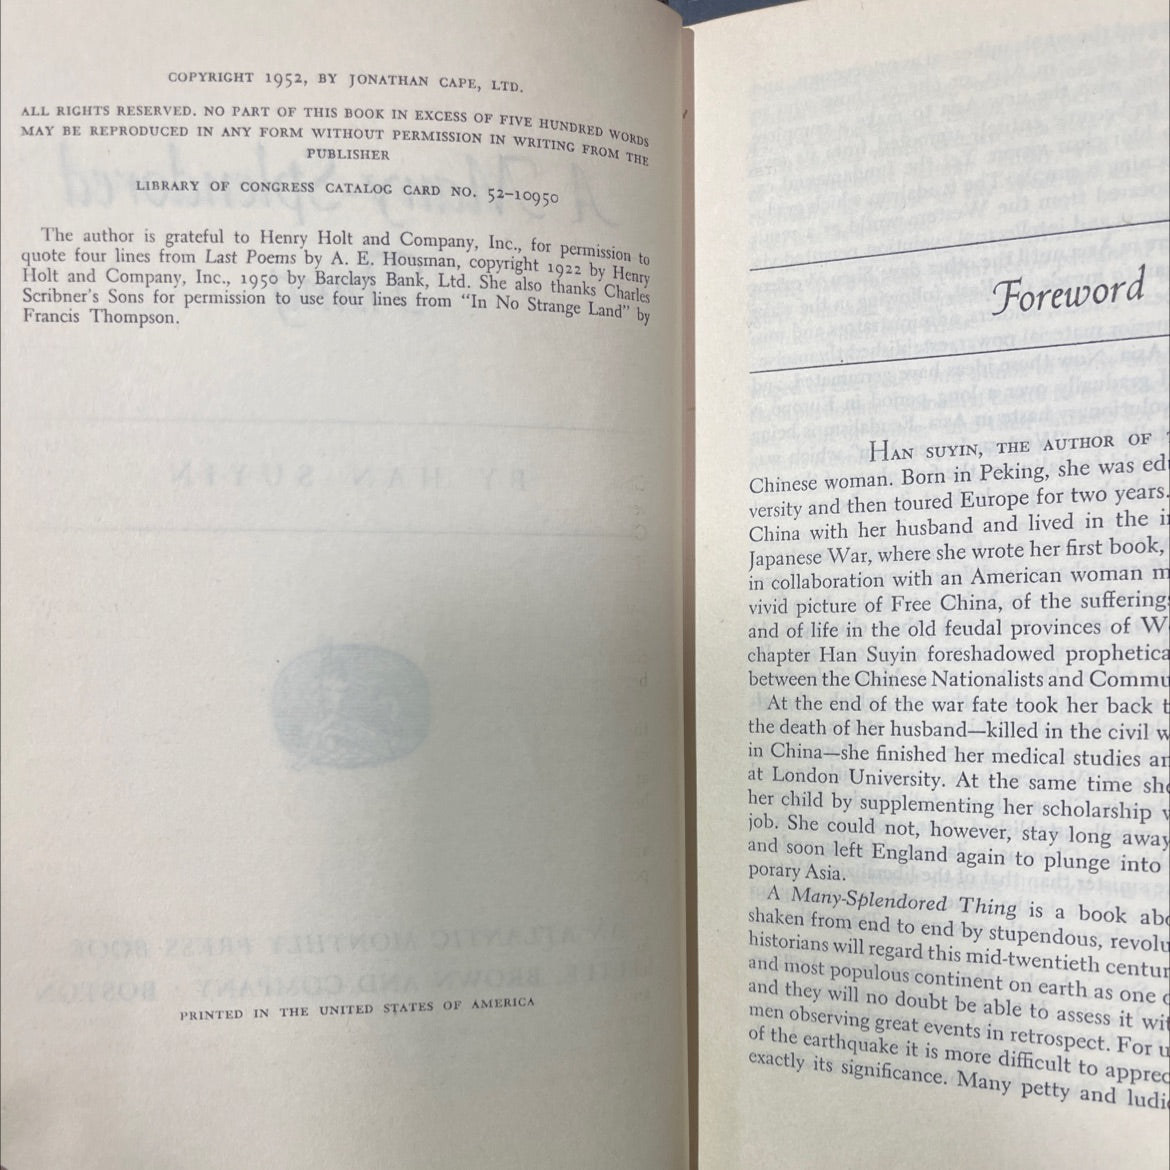 COPYRIGHT 1952, BY JONATHAN CAPE, LTD.
ALL RIGHTS RESERVED. NO PART OF THIS BOOK IN EXCESS OF FIVE HUNDRED WORDS
MAY BE REPRODUCED IN ANY FORM WITHOUT PERMISSION IN WRITING FROM THE
PUBLISHER
LIBRARY OF CONGRESS CATALOG CARD NO. 52-10950
The author is grateful to Henry Holt and Company, Inc., for permission to
quote four lines from Last Poems by A. E. Housman, copyright 1922 by Henry
Holt and Company, Inc., 1950 by Barclays Bank, Ltd. She also thanks Charles
Scribner's Sons for permission to use four lines from "In No Strange Land" by
Francis Thompson.
PRINTED IN THE UNITED STATES OF AMERICA
Foreword
HAN SUYIN, THE AUTHOR OF
Chinese woman. Born in Peking, she was
versity and then toured Europe for two years.
China with her husband and lived in the
Japanese War, where she wrote her first book,
in collaboration with an American woman
vivid picture of Free China, of the
and of life in the old feudal provinces of
chapter Han Suyin foreshadowed
between the Chinese Nationalists and
At the end of the war fate took her back
the death of her husband—killed in the civil
in China—she finished her medical studies
at London University. At the same time
her child by supplementing her scholarship
job. She could not, however, stay long away
and soon left England again to plunge into
porary Asia.
A Many-Splendored Thing is a book
shaken from end to end by stupendous,
historians will regard this mid-twentieth
and most populous continent on earth as one
and they will no doubt be able to assess it
men observing great events in retrospect. For
of the earthquake it is more difficult to
exactly its significance. Many petty and